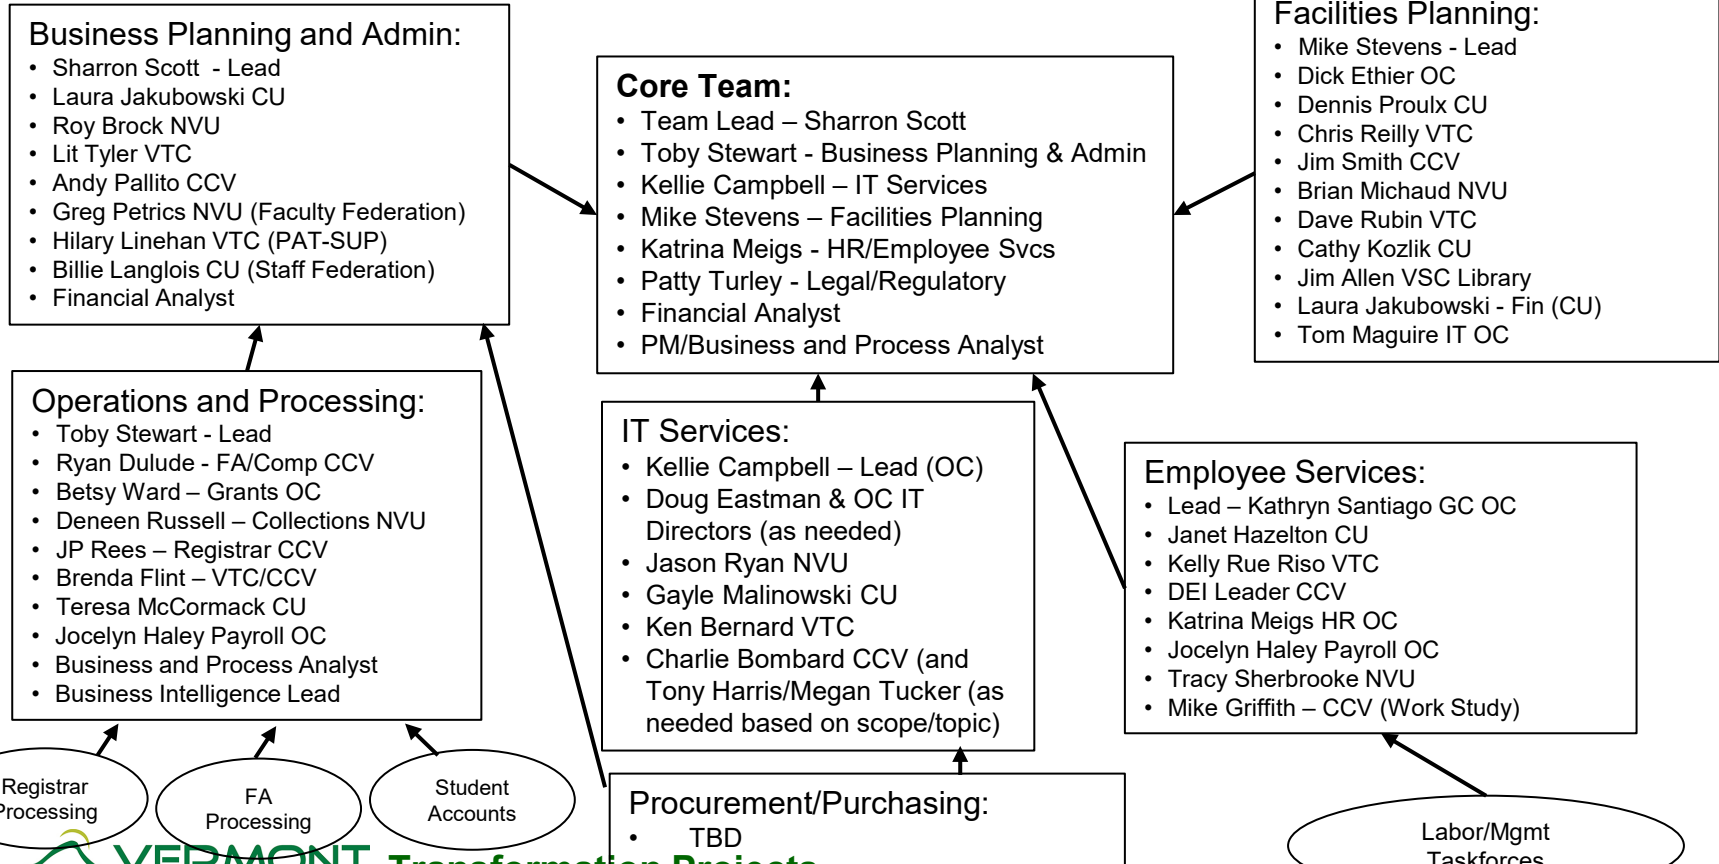 Business Planning and Admin:
• Sharron Scott - Lead
• Laura Jakubowski CU
• Roy Brock NVU
• Lit Tyler VTC
• Andy Pallito CCV
• Greg Petrics NVU (Faculty Federation)
• Hilary Linehan VTC (PAT-SUP)
• Billie Langlois CU (Staff Federation)
• Financial Analyst
Core Team:
• Team Lead – Sharron Scott
• Toby Stewart - Business Planning & Admin
• Kellie Campbell – IT Services
• Mike Stevens – Facilities Planning
• Katrina Meigs - HR/Employee Svcs
• Patty Turley - Legal/Regulatory
• Financial Analyst
• PM/Business and Process Analyst
Facilities Planning:
• Mike Stevens - Lead
• Dick Ethier OC
• Dennis Proulx CU
• Chris Reilly VTC
• Jim Smith CCV
• Brian Michaud NVU
• Dave Rubin VTC
• Cathy Kozlik CU
• Jim Allen VSC Library
• Laura Jakubowski - Fin (CU)
• Tom Maguire IT OC
Operations and Processing:
• Toby Stewart - Lead
• Ryan Dulude - FA/Comp CCV
• Betsy Ward – Grants OC
• Deneen Russell – Collections NVU
• JP Rees – Registrar CCV
• Brenda Flint – VTC/CCV
• Teresa McCormack CU
• Jocelyn Haley Payroll OC
• Business and Process Analyst
• Business Intelligence Lead
IT Services:
• Kellie Campbell – Lead (OC)
• Doug Eastman & OC IT
Directors (as needed)
• Jason Ryan NVU
• Gayle Malinowski CU
• Ken Bernard VTC
• Charlie Bombard CCV (and
Tony Harris/Megan Tucker (as
needed based on scope/topic)
Employee Services:
• Lead – Kathryn Santiago GC OC
• Janet Hazelton CU
• Kelly Rue Riso VTC
• DEI Leader CCV
• Katrina Meigs HR OC
• Jocelyn Haley Payroll OC
• Tracy Sherbrooke NVU
• Mike Griffith – CCV (Work Study)
Registrar
Processing
FA
Processing
Student
Accounts
Procurement/Purchasing:
• TBD
Labor/Mgmt
Taskforces
VERMONT
Transformation Projects